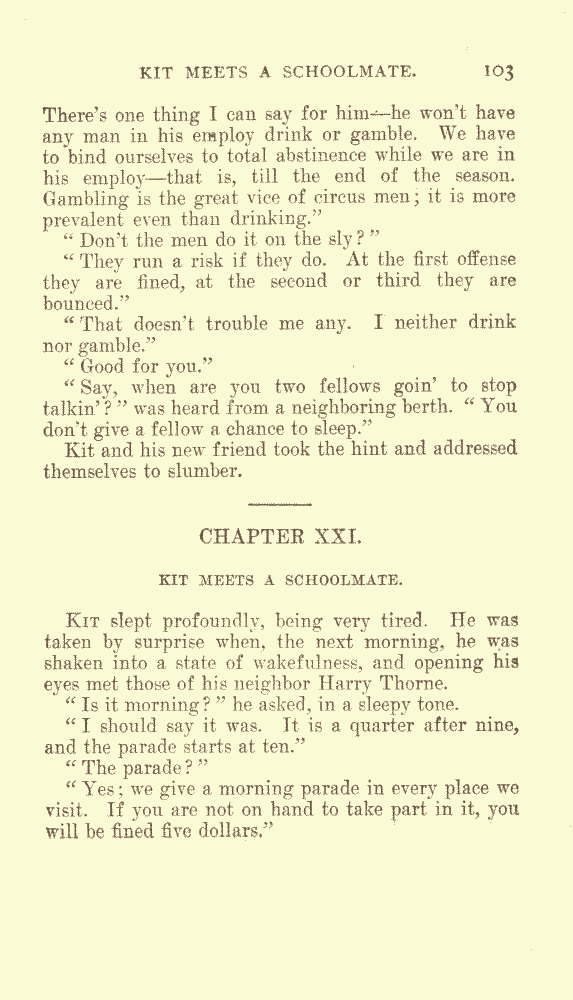 KIT MEETS A SCHOOLMATE. 103
There's one thing I can say for him—he won't have
any man in his employ drink or gamble. We have
to bind ourselves to total abstinence while we are in
his employ—that is, till the end of the season.
Gambling is the great vice of circus men; it is more
prevalent even than drinking.”
“ Don't the men do it on the sly? ”
“ They run a risk if they do. At the first offense
they are fined, at the second or third they are
bounced.”
“ That doesn't trouble me any. I neither drink
nor gamble.”
“ Good for you.”
“ Say, when are you two fellows goin' to stop
talkin'? ” was heard from a neighboring berth. “ You
don't give a fellow a chance to sleep.”
Kit and his new friend took the hint and addressed
themselves to slumber.
CHAPTER XXI.
KIT MEETS A SCHOOLMATE.
KIT slept profoundly, being very tired. He was
taken by surprise when, the next morning, he was
shaken into a state of wakefulness, and opening his
eyes met those of his neighbor Harry Thorne.
“ Is it morning? ” he asked, in a sleepy tone.
“ I should say it was. It is a quarter after nine,
and the parade starts at ten.”
“ The parade? ”
“ Yes; we give a morning parade in every place we
visit. If you are not on hand to take part in it, you
will be fined five dollars.”